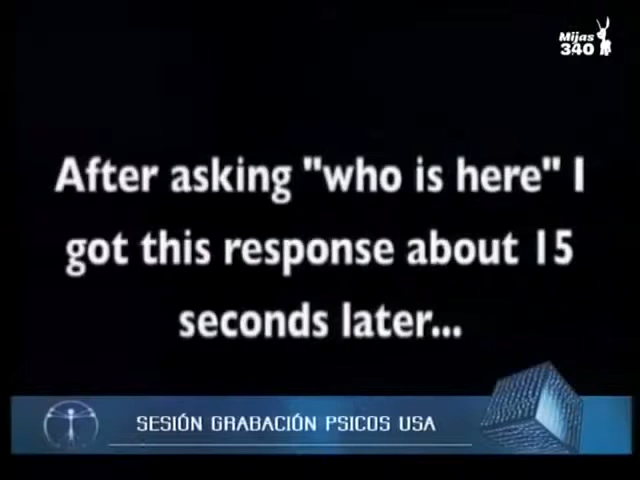 Mijas
340
After asking "who is here" I
got this response about 15
seconds later...
SESIÓN GRABACIÓN PSICOS USA